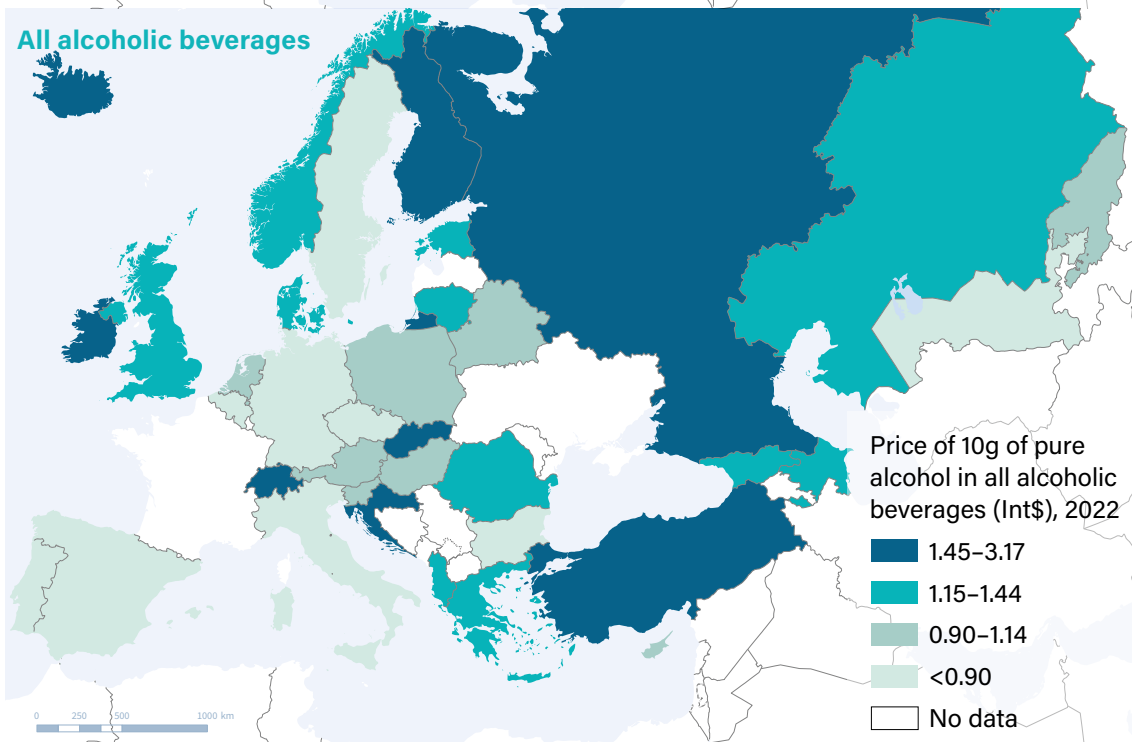 All alcoholic beverages
Price of 10g of pure
alcohol in all alcoholic
beverages (Int$), 2022
1.45–3.17
1.15–1.44
0.90–1.14
<0.90
No data
0 250 500 1000 km